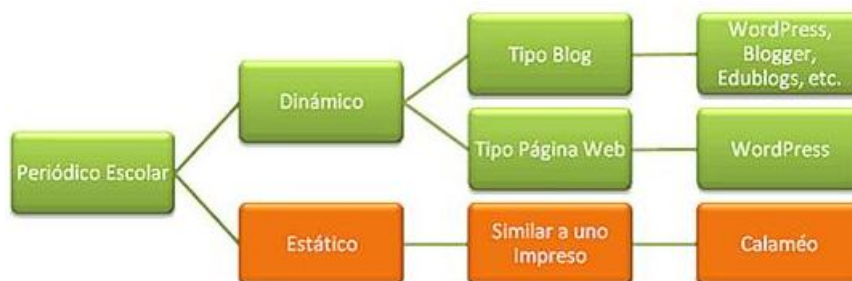 Periódico Escolar
Dinámico
Tipo Blog
WordPress,
Blogger,
Edublogs, etc.
Tipo Página Web
WordPress
Estático
Similar a uno
Impreso
Calaméo